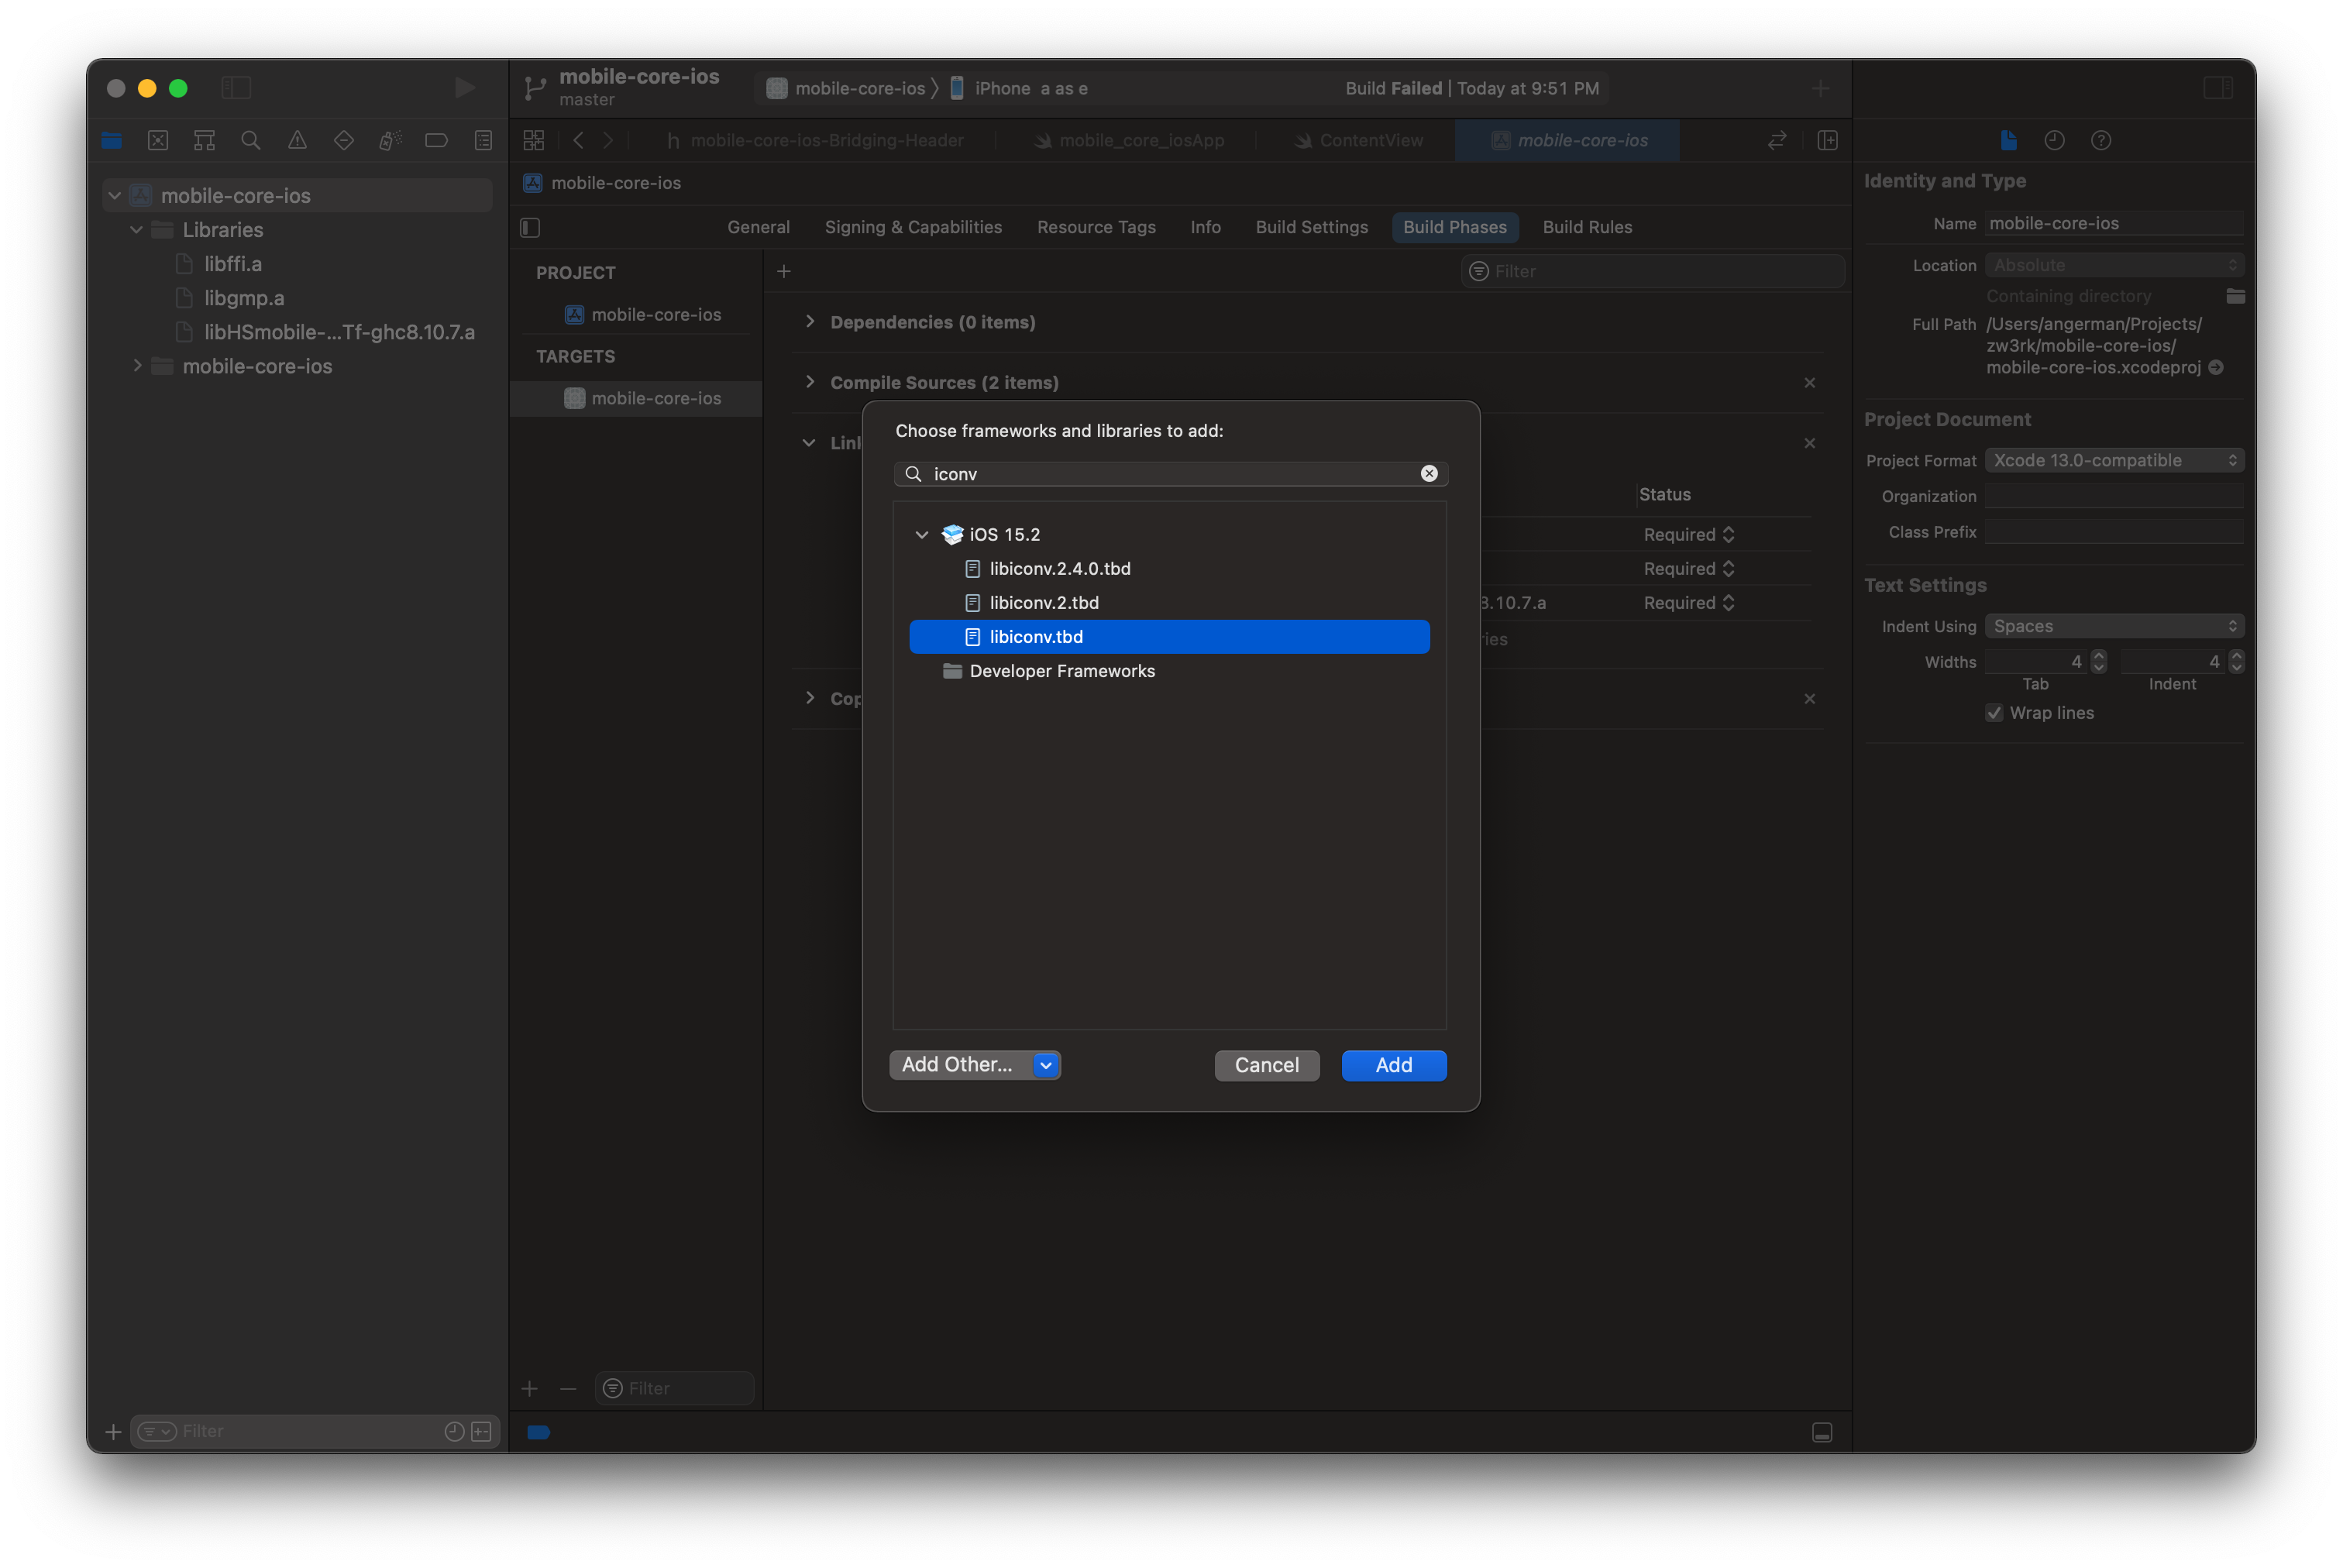 mobile-core-ios
master
mobile-core-ios
iPhone a as e
Build Failed | Today at 9:51 PM
h mobile-core-ios-Bridging-Header
mobile_core_iosApp
ContentView
mobile-core-ios
mobile-core-ios
Libraries
libffi.a
libgmp.a
libHSmobile-...Tf-ghc8.10.7.a
mobile-core-ios
Filter
mobile-core-ios
General
Signing & Capabilities
Resource Tags
Info
Build Settings
Build Phases
Build Rules
PROJECT
mobile-core-ios
TARGETS
mobile-core-ios
Filter
Filter
Dependencies (0 items)
Compile Sources (2 items)
Status
Required
Required
3.10.7.a
Required
Choose frameworks and libraries to add:
iconv
iOS 15.2
libiconv.2.4.0.tbd
libiconv.2.tbd
libiconv.tbd
Developer Frameworks
Add Other...
Cancel
Add
Identity and Type
Name mobile-core-ios
Location Absolute
Containing directory
Full Path /Users/angerman/Projects/
zw3rk/mobile-core-ios/
mobile-core-ios.xcodeproj
Project Document
Project Format Xcode 13.0-compatible
Organization
Class Prefix
Text Settings
Indent Using Spaces
Widths 4 4
Tab Indent
Wrap lines